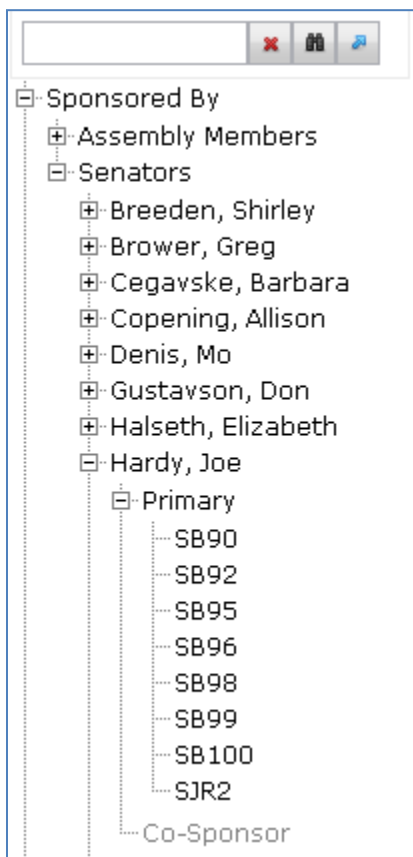 Sponsored By
Assembly Members
Senators
Breeden, Shirley
Brower, Greg
Cegavske, Barbara
Copening, Allison
Denis, Mo
Gustavson, Don
Halseth, Elizabeth
Hardy, Joe
Primary
SB90
SB92
SB95
SB96
SB98
SB99
SB100
SJR2
Co-Sponsor